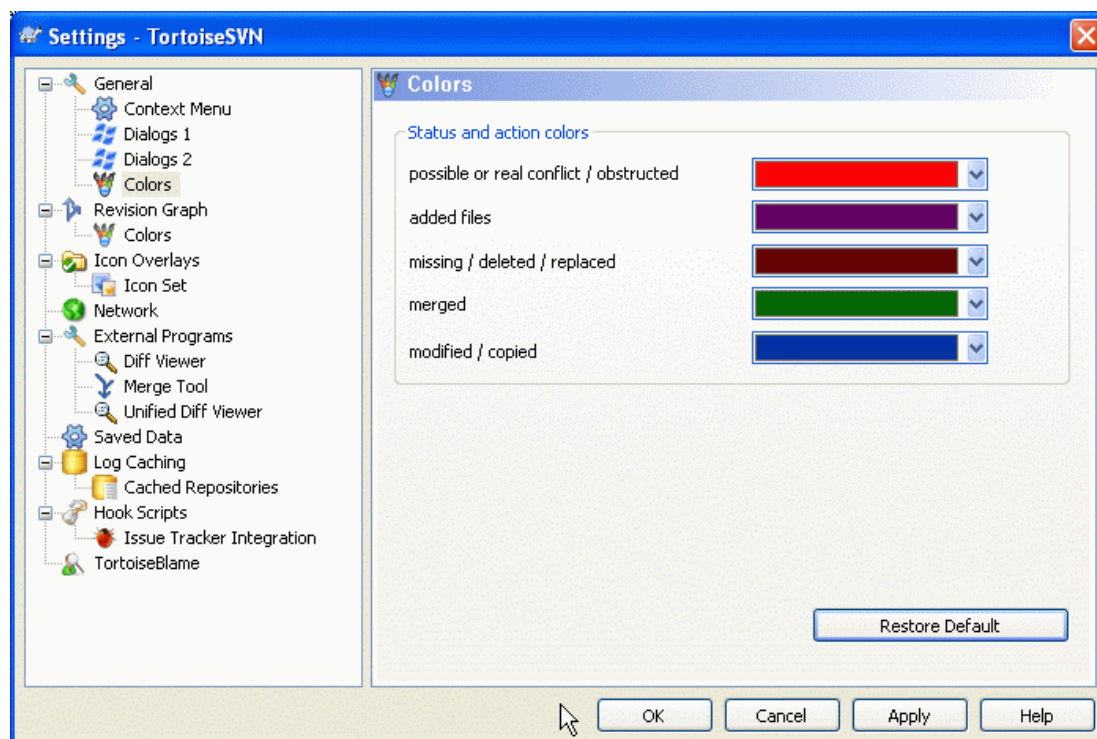 Settings - TortoiseSVN
General
Context Menu
Dialogs 1
Dialogs 2
Colors
Revision Graph
Colors
Icon Overlays
Icon Set
Network
External Programs
Diff Viewer
Merge Tool
Unified Diff Viewer
Saved Data
Log Caching
Cached Repositories
Hook Scripts
Issue Tracker Integration
TortoiseBlame
Colors
Status and action colors
possible or real conflict / obstructed
added files
missing / deleted / replaced
merged
modified / copied
Restore Default
OK
Cancel
Apply
Help